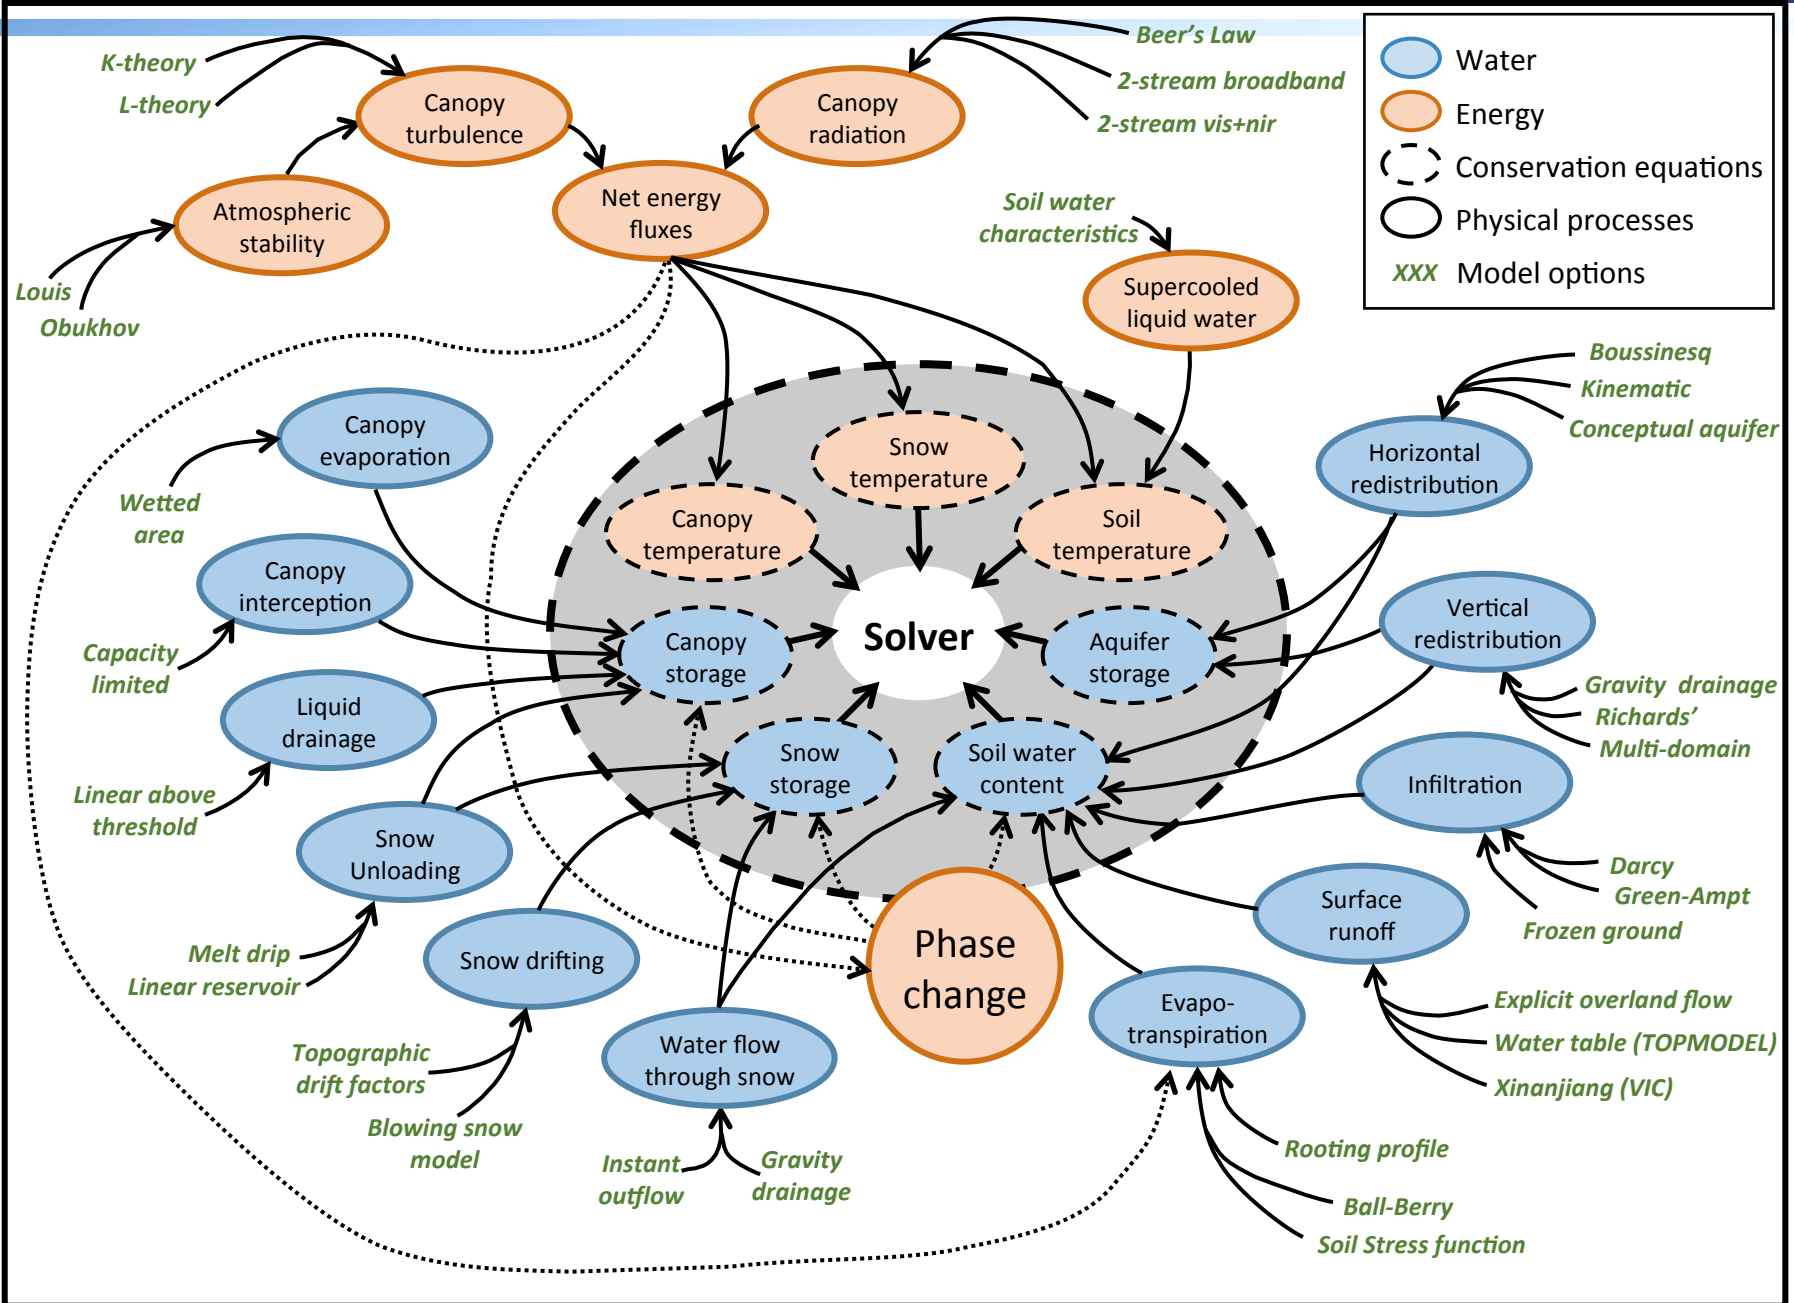 K-theory
L-theory
Canopy
turbulence
Canopy
radiation
Beer's Law
2-stream broadband
2-stream vis+nir
Water
Energy
Conservation equations
Physical processes
XXX Model options
Atmospheric
stability
Louis
Obukhov
Net energy
fluxes
Soil water
characteristics
Supercooled
liquid water
Boussinesq
Kinematic
Conceptual aquifer
Horizontal
redistribution
Canopy
evaporation
Wetted
area
Snow
temperature
Canopy
temperature
Soil
temperature
Canopy
interception
Capacity
limited
Solver
Canopy
storage
Aquifer
storage
Vertical
redistribution
Gravity drainage
Richards'
Multi-domain
Liquid
drainage
Linear above
threshold
Snow
storage
Soil water
content
Infiltration
Darcy
Green-Ampt
Frozen ground
Snow
Unloading
Melt drip
Linear reservoir
Snow drifting
Topographic
drift factors
Blowing snow
model
Water flow
through snow
Instant
outflow
Gravity
drainage
Phase
change
Surface
runoff
Explicit overland flow
Water table (TOPMODEL)
Xinanjiang (VIC)
Evapo-
transpiration
Rooting profile
Ball-Berry
Soil Stress function